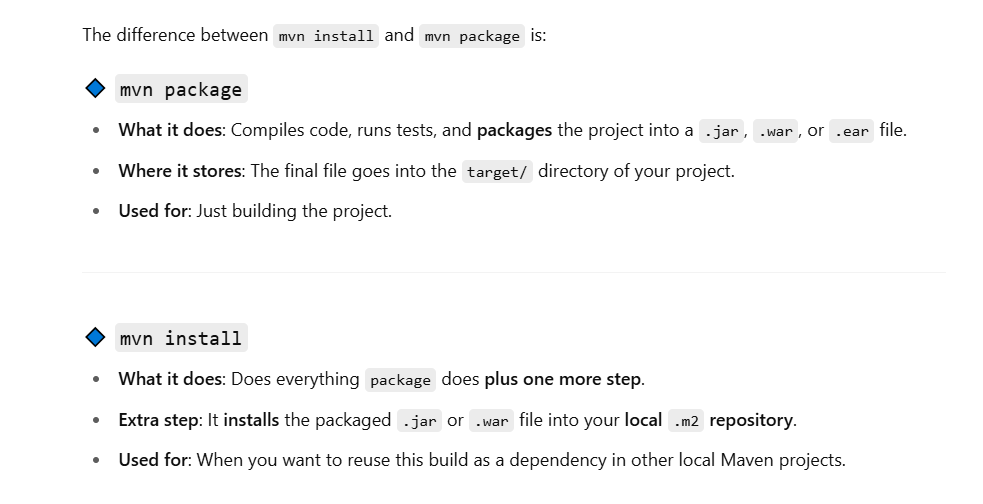 The difference between mvn install and mvn package is:
mvn package
• What it does: Compiles code, runs tests, and packages the project into a .jar, .war, or .ear file.
• Where it stores: The final file goes into the target/ directory of your project.
• Used for: Just building the project.
mvn install
• What it does: Does everything package does plus one more step.
• Extra step: It installs the packaged .jar or .war file into your local .m2 repository.
• Used for: When you want to reuse this build as a dependency in other local Maven projects.